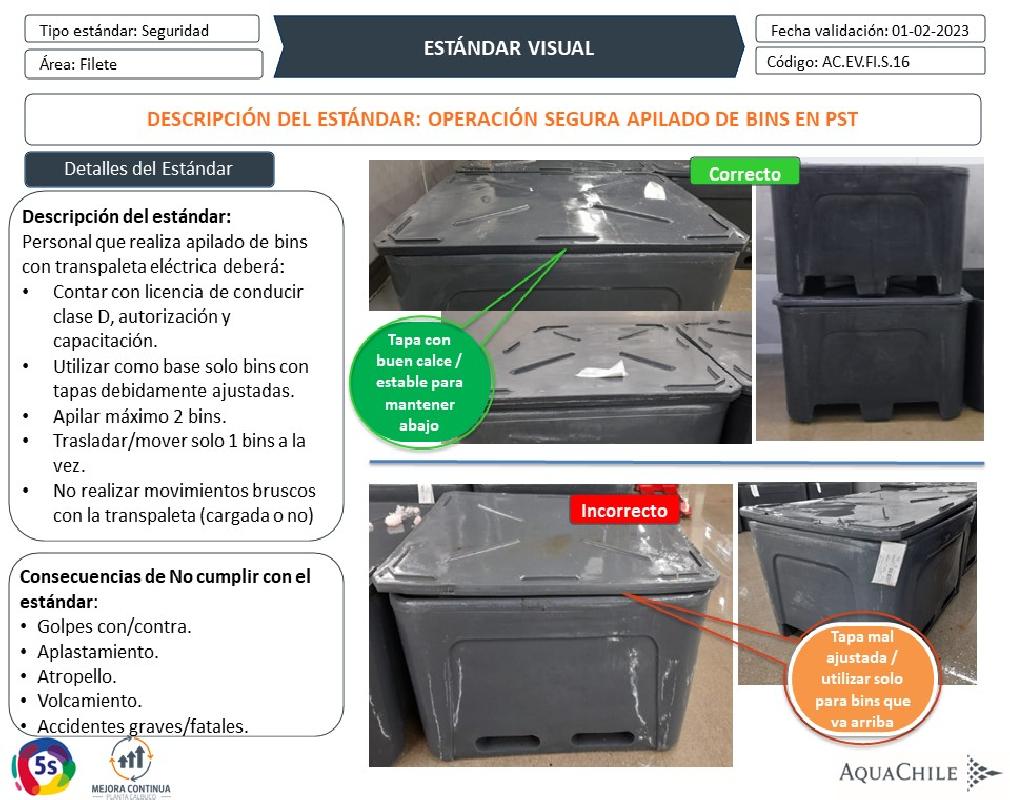 Tipo estándar: Seguridad
Área: Filete
ESTÁNDAR VISUAL
Fecha validación: 01-02-2023
Código: AC.EV.FI.S.16
DESCRIPCIÓN DEL ESTÁNDAR: OPERACIÓN SEGURA APILADO DE BINS EN PST
Detalles del Estándar
Descripción del estándar:
Personal que realiza apilado de bins
con transpaleta eléctrica deberá:
• Contar con licencia de conducir
clase D, autorización y
capacitación.
• Utilizar como base solo bins con
tapas debidamente ajustadas.
• Apilar máximo 2 bins.
• Trasladar/mover solo 1 bins a la
vez.
• No realizar movimientos bruscos
con la transpaleta (cargada o no)
Consecuencias de No cumplir con el
estándar:
• Golpes con/contra.
• Aplastamiento.
• Atropello.
• Volcamiento.
• Accidentes graves/fatales.
Correcto
Tapa con
buen calce /
estable para
mantener
abajo
Incorrecto
Tapa mal
ajustada /
utilizar solo
para bins que
va arriba
5s
MEJORA CONTINUA
PLANTA CALBUCO
AQUACHILE